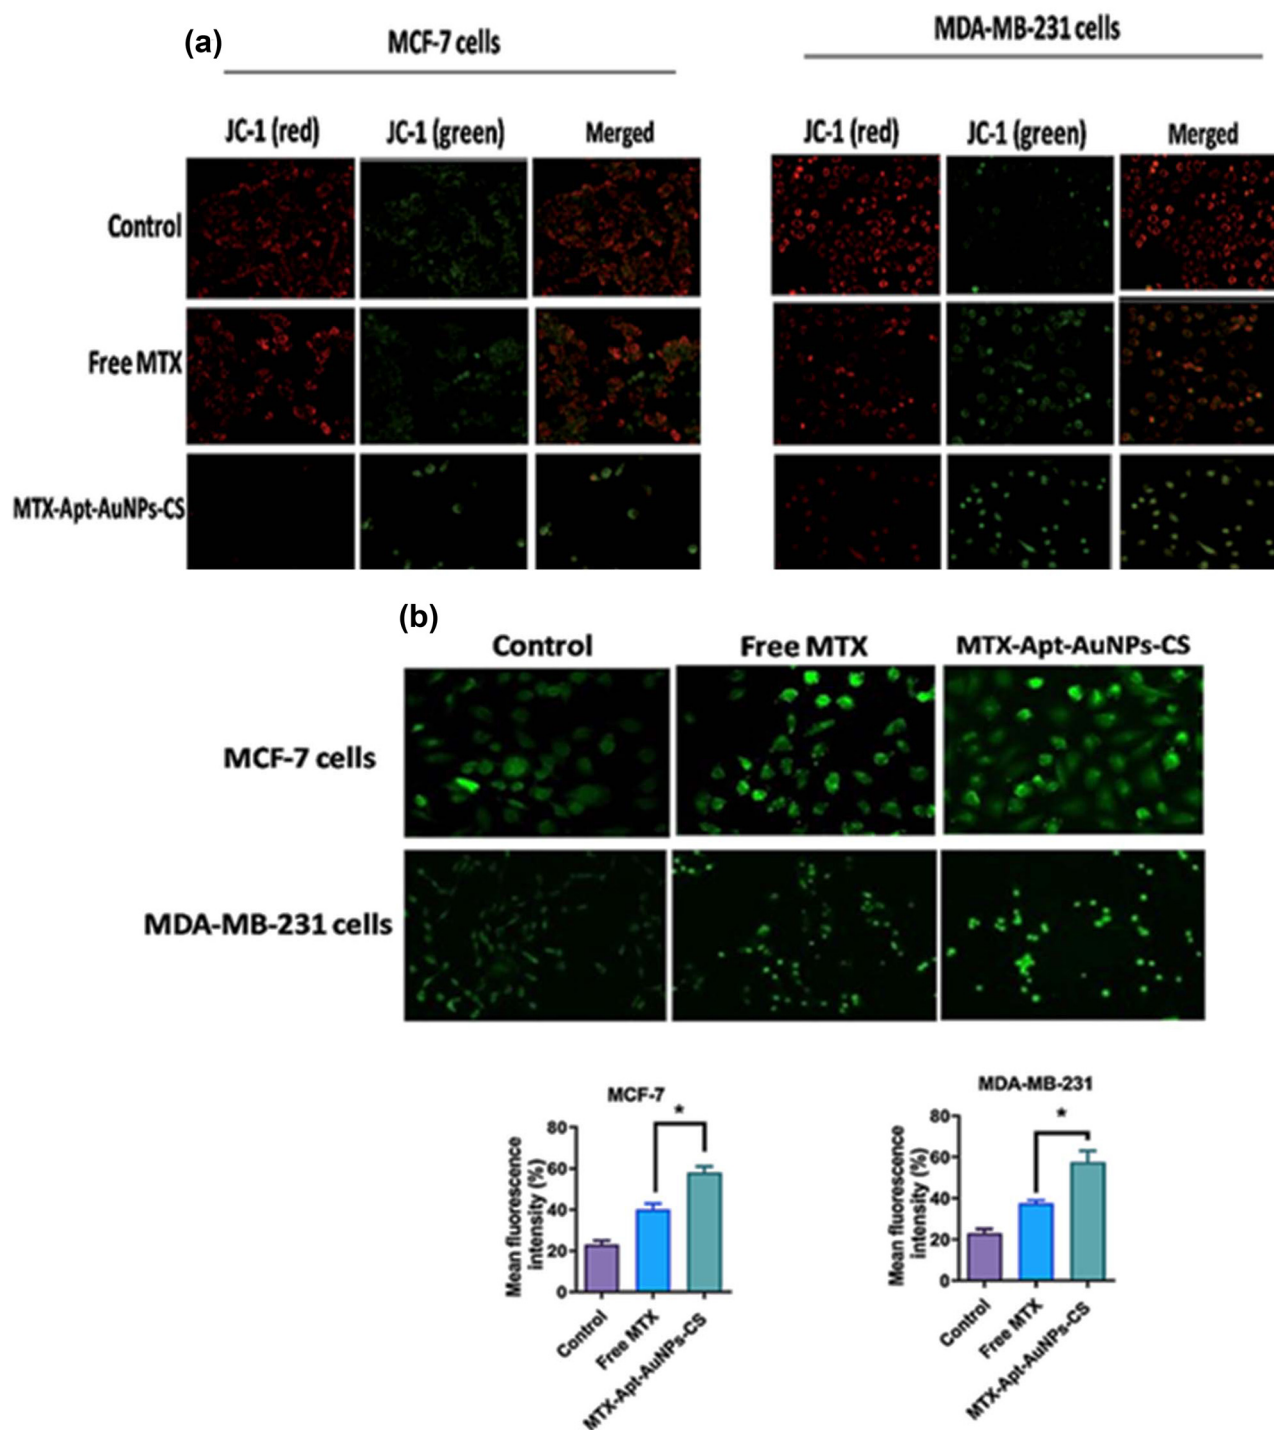 (a)
MCF-7 cells
MDA-MB-231 cells
JC-1 (red)
JC-1 (green)
Merged
JC-1 (red)
JC-1 (green)
Merged
Control
Free MTX
MTX-Apt-AuNPs-CS
(b)
Control
Free MTX
MTX-Apt-AuNPs-CS
MCF-7 cells
MDA-MB-231 cells
MCF-7
*
Mean fluorescence
intensity (%)
80
60
40
20
0
Control
Free MTX
MTX-Apt-AuNPs-CS
MDA-MB-231
*
Mean fluorescence
intensity (%)
80
60
40
20
0
Control
Free MTX
MTX-Apt-AuNPs-CS